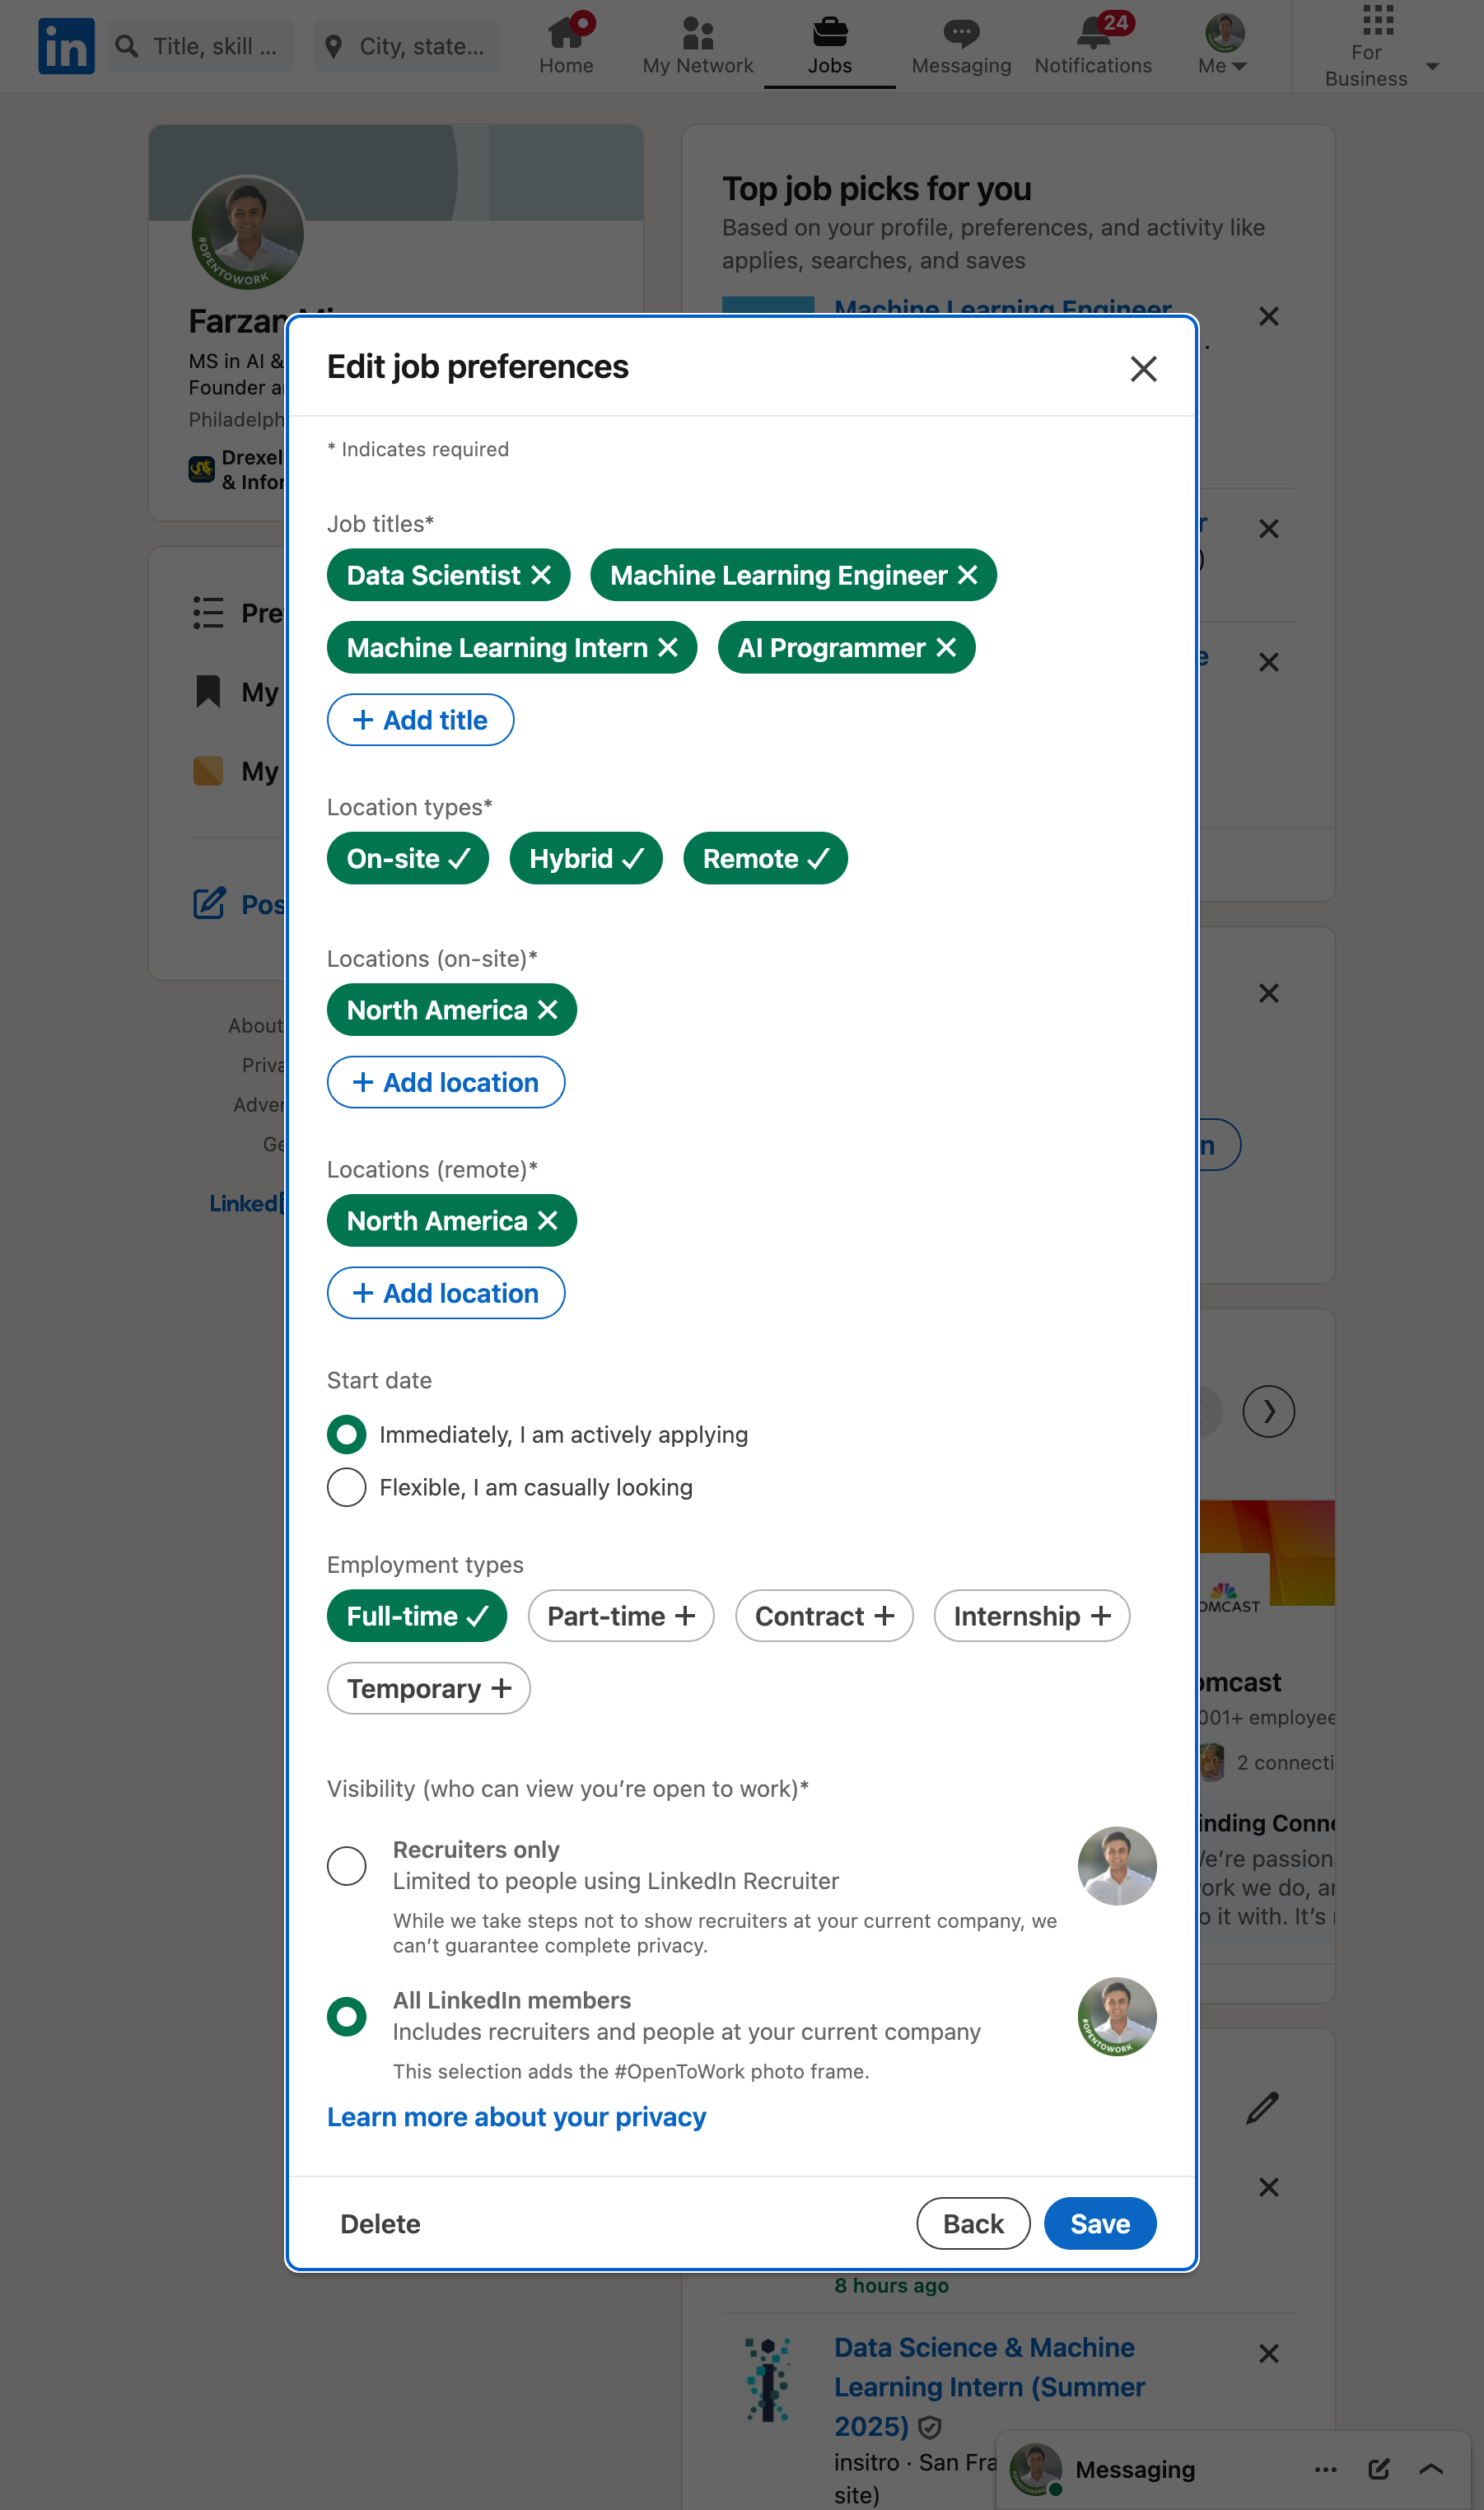 in
Title, skill ...
City, state...
Home
My Network
Jobs
Messaging
24
Notifications
Me
For
Business
#OPENTOWORK
Farzan
MS in AI &
Founder
Philadelph
Drexel
& Infor
Pre
My
My
Pos
About
Priva
Adver
Ge
Linked
Top job picks for you
Based on your profile, preferences, and activity like
applies, searches, and saves
Machine Learning Engineer
Edit job preferences
* Indicates required
Job titles*
Data Scientist
Machine Learning Engineer
Machine Learning Intern
AI Programmer
+ Add title
Location types*
On-site
Hybrid
Remote
Locations (on-site)*
North America
+ Add location
Locations (remote)*
North America
+ Add location
Start date
Immediately, I am actively applying
Flexible, I am casually looking
Employment types
Full-time
Part-time +
Contract +
Internship +
Temporary +
Visibility (who can view you’re open to work)*
Recruiters only
Limited to people using LinkedIn Recruiter
While we take steps not to show recruiters at your current company, we
can’t guarantee complete privacy.
All LinkedIn members
Includes recruiters and people at your current company
This selection adds the #OpenToWork photo frame.
#OPENTOWORK
Learn more about your privacy
Delete
Back
Save
OMCAST
omcast
001+ employee
2 connecti
inding Conne
e’re passion
ork we do, a
o it with. It’s
8 hours ago
Data Science & Machine
Learning Intern (Summer
2025)
insitro · San Fra
site)
Messaging